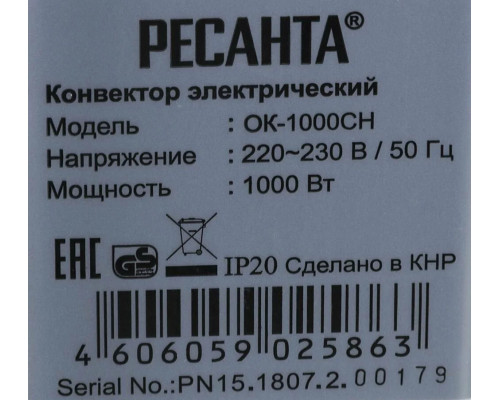 РЕСАНТА®
Конвектор электрический
Модель : ОК-1000СН
Напряжение : 220~230 В / 50 Гц
Мощность : 1000 Вт
EAC GS IP20 Сделано в КНР
4 606059 025863
Serial No.:PN15.1807.2.00179